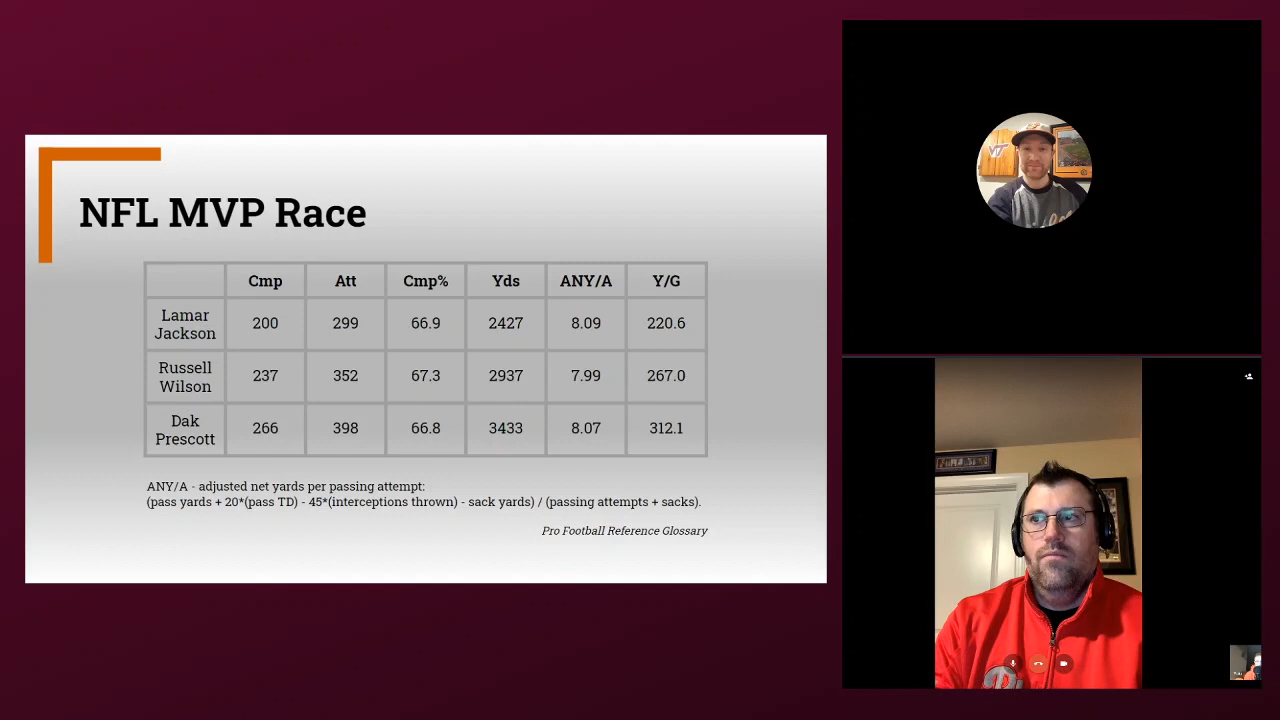 NFL MVP Race
Cmp Att Cmp% Yds ANY/A Y/G
Lamar
Jackson 200 299 66.9 2427 8.09 220.6
Russell
Wilson 237 352 67.3 2937 7.99 267.0
Dak
Prescott 266 398 66.8 3433 8.07 312.1
ANY/A - adjusted net yards per passing attempt:
(pass yards + 20*(pass TD) - 45*(interceptions thrown) - sack yards) / (passing attempts + sacks).
Pro Football Reference Glossary
VT